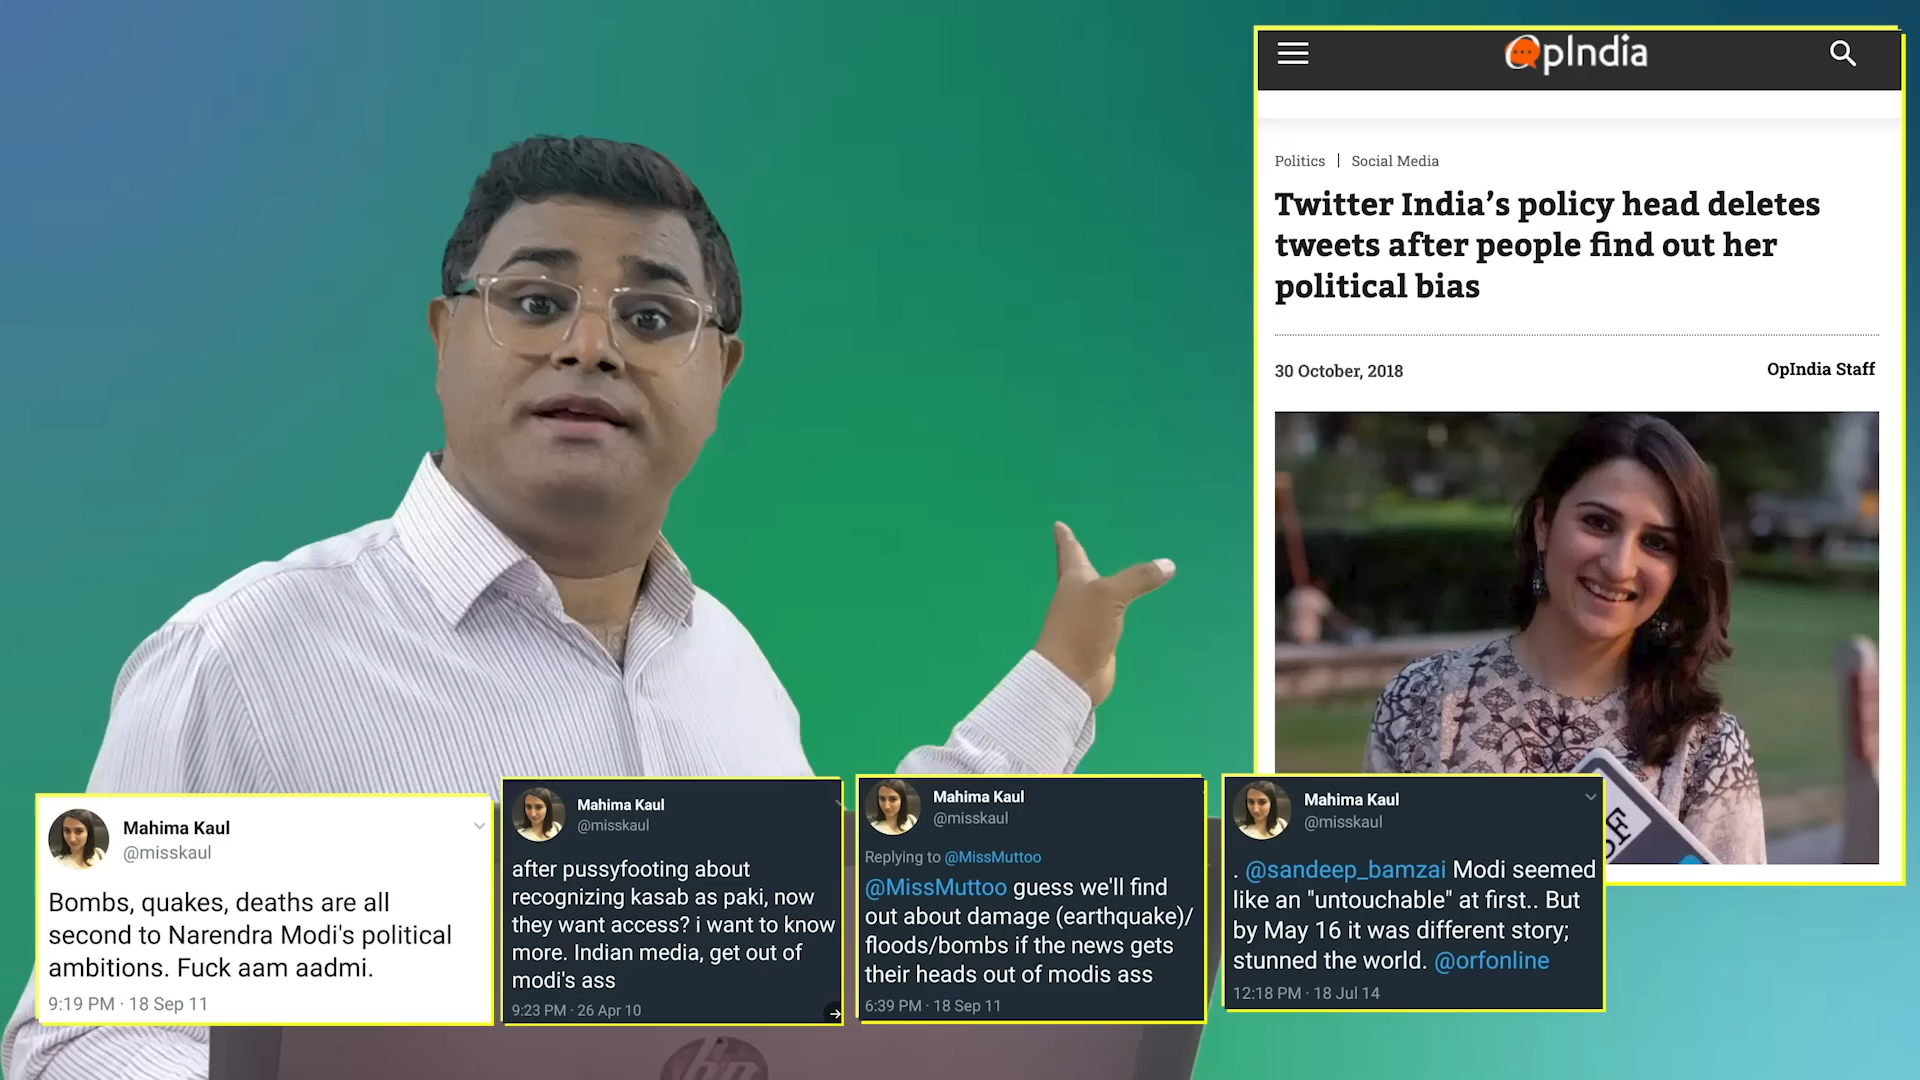 OpIndia
Politics | Social Media
Twitter India’s policy head deletes
tweets after people find out her
political bias
30 October, 2018
OpIndia Staff
Mahima Kaul
@misskaul
Bombs, quakes, deaths are all
second to Narendra Modi's political
ambitions. Fuck aam aadmi.
9:19 PM · 18 Sep 11
Mahima Kaul
@misskaul
after pussyfooting about
recognizing kasab as paki, now
they want access? i want to know
more. Indian media, get out of
modi's ass
9:23 PM · 26 Apr 10
Mahima Kaul
@misskaul
Replying to @MissMuttoo
@MissMuttoo guess we'll find
out about damage (earthquake)/
floods/bombs if the news gets
their heads out of modis ass
6:39 PM · 18 Sep 11
Mahima Kaul
@misskaul
. @sandeep_bamzai Modi seemed
like an "untouchable" at first.. But
by May 16 it was different story;
stunned the world. @orfonline
12:18 PM · 18 Jul 14
hp